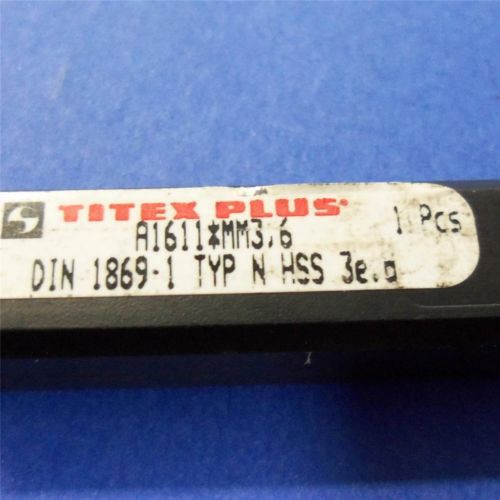 TITEX PLUS 1 Pcs
A1611*MM3,6
DIN 1869-1 TYP N HSS 3e.g